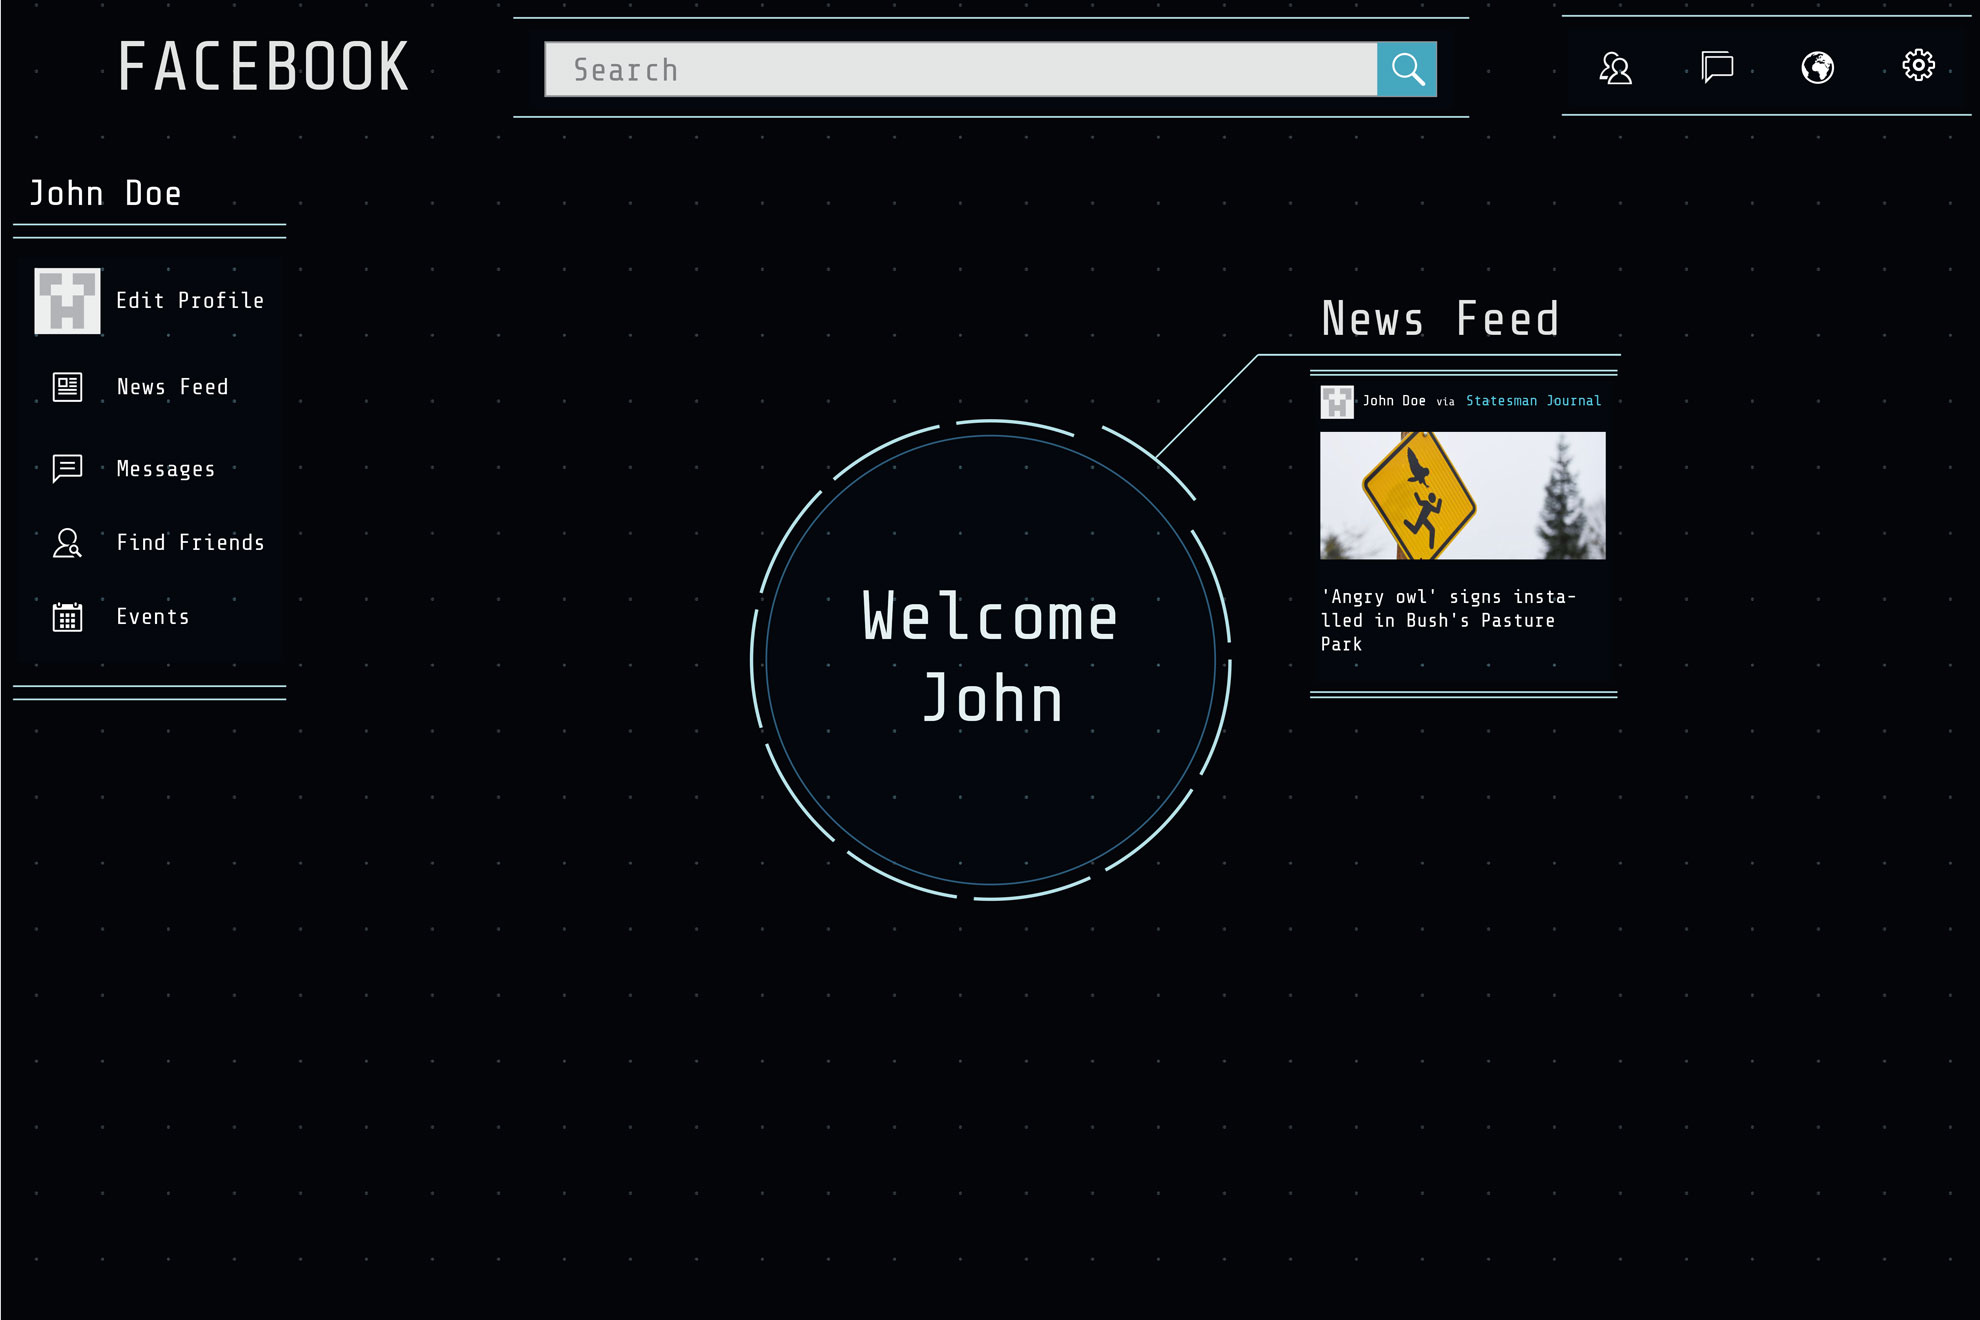 FACEBOOK
Search
John Doe
Edit Profile
News Feed
Messages
Find Friends
Events
Welcome
John
News Feed
John Doe via Statesman Journal
'Angry owl' signs insta-
lled in Bush's Pasture
Park